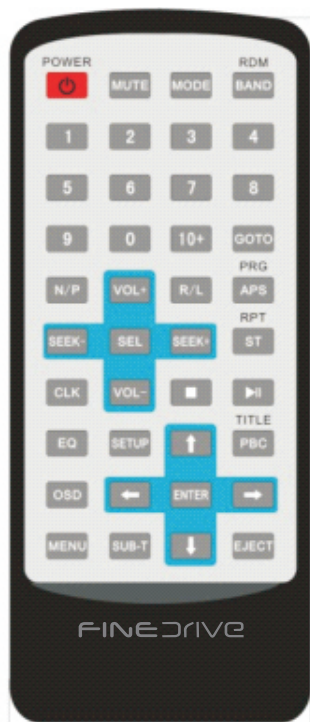 POWER RDM
MUTE MODE BAND
1 2 3 4
5 6 7 8
9 0 10+ GOTO
PRG
N/P VOL+ R/L APS
RPT
SEEK- SEL SEEK+ ST
CLK VOL-
TITLE
EQ SETUP PBC
OSD ENTER
MENU SUB-T EJECT
FINEDRIVE